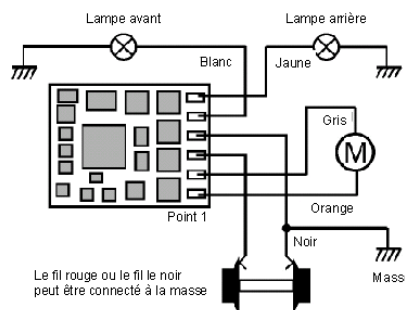 Lampe avant
Lampe arrière
Blanc
Jaune
Gris
M
Point 1
Orange
Noir
Masse
Le fil rouge ou le fil le noir
peut être connecté à la masse